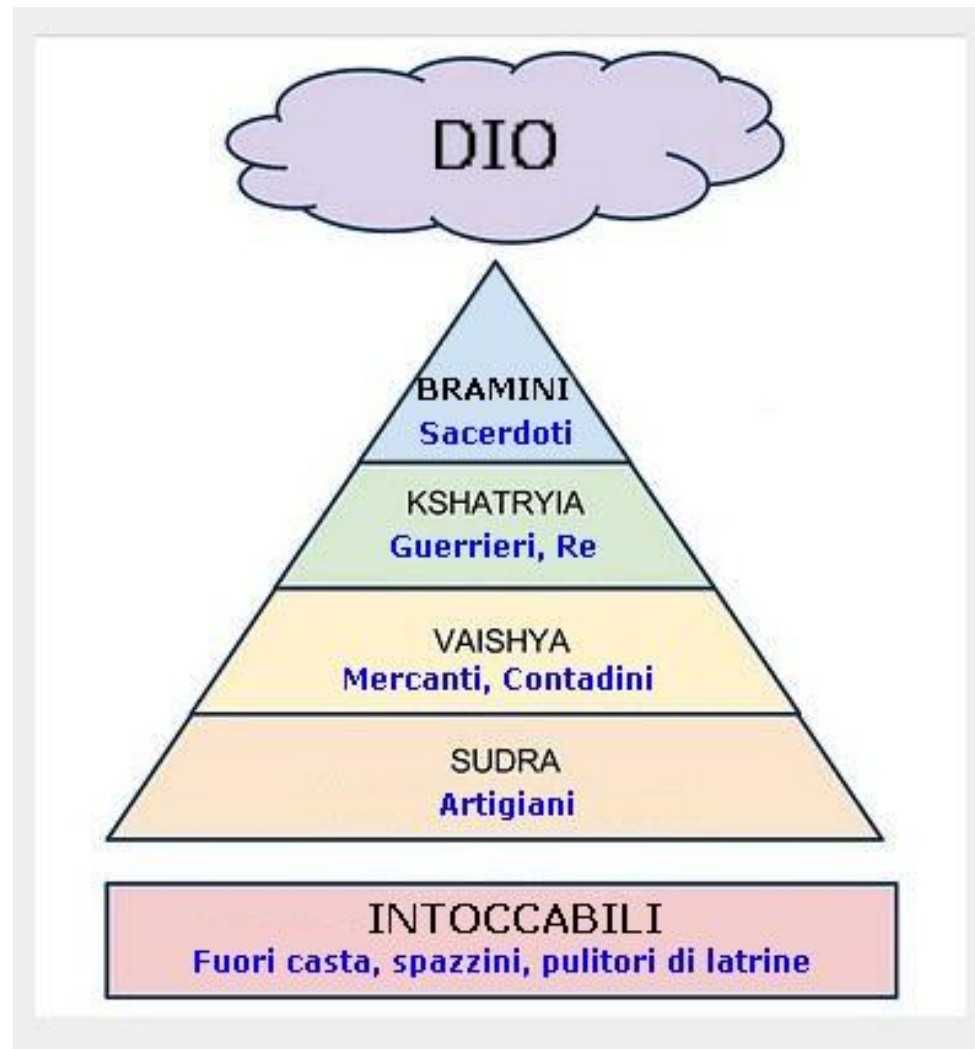 DIO
BRAMINI
Sacerdoti
KSHATRYIA
Guerrieri, Re
VAISHYA
Mercanti, Contadini
SUDRA
Artigiani
INTOCCABILI
Fuori casta, spazzini, pulitori di latrine